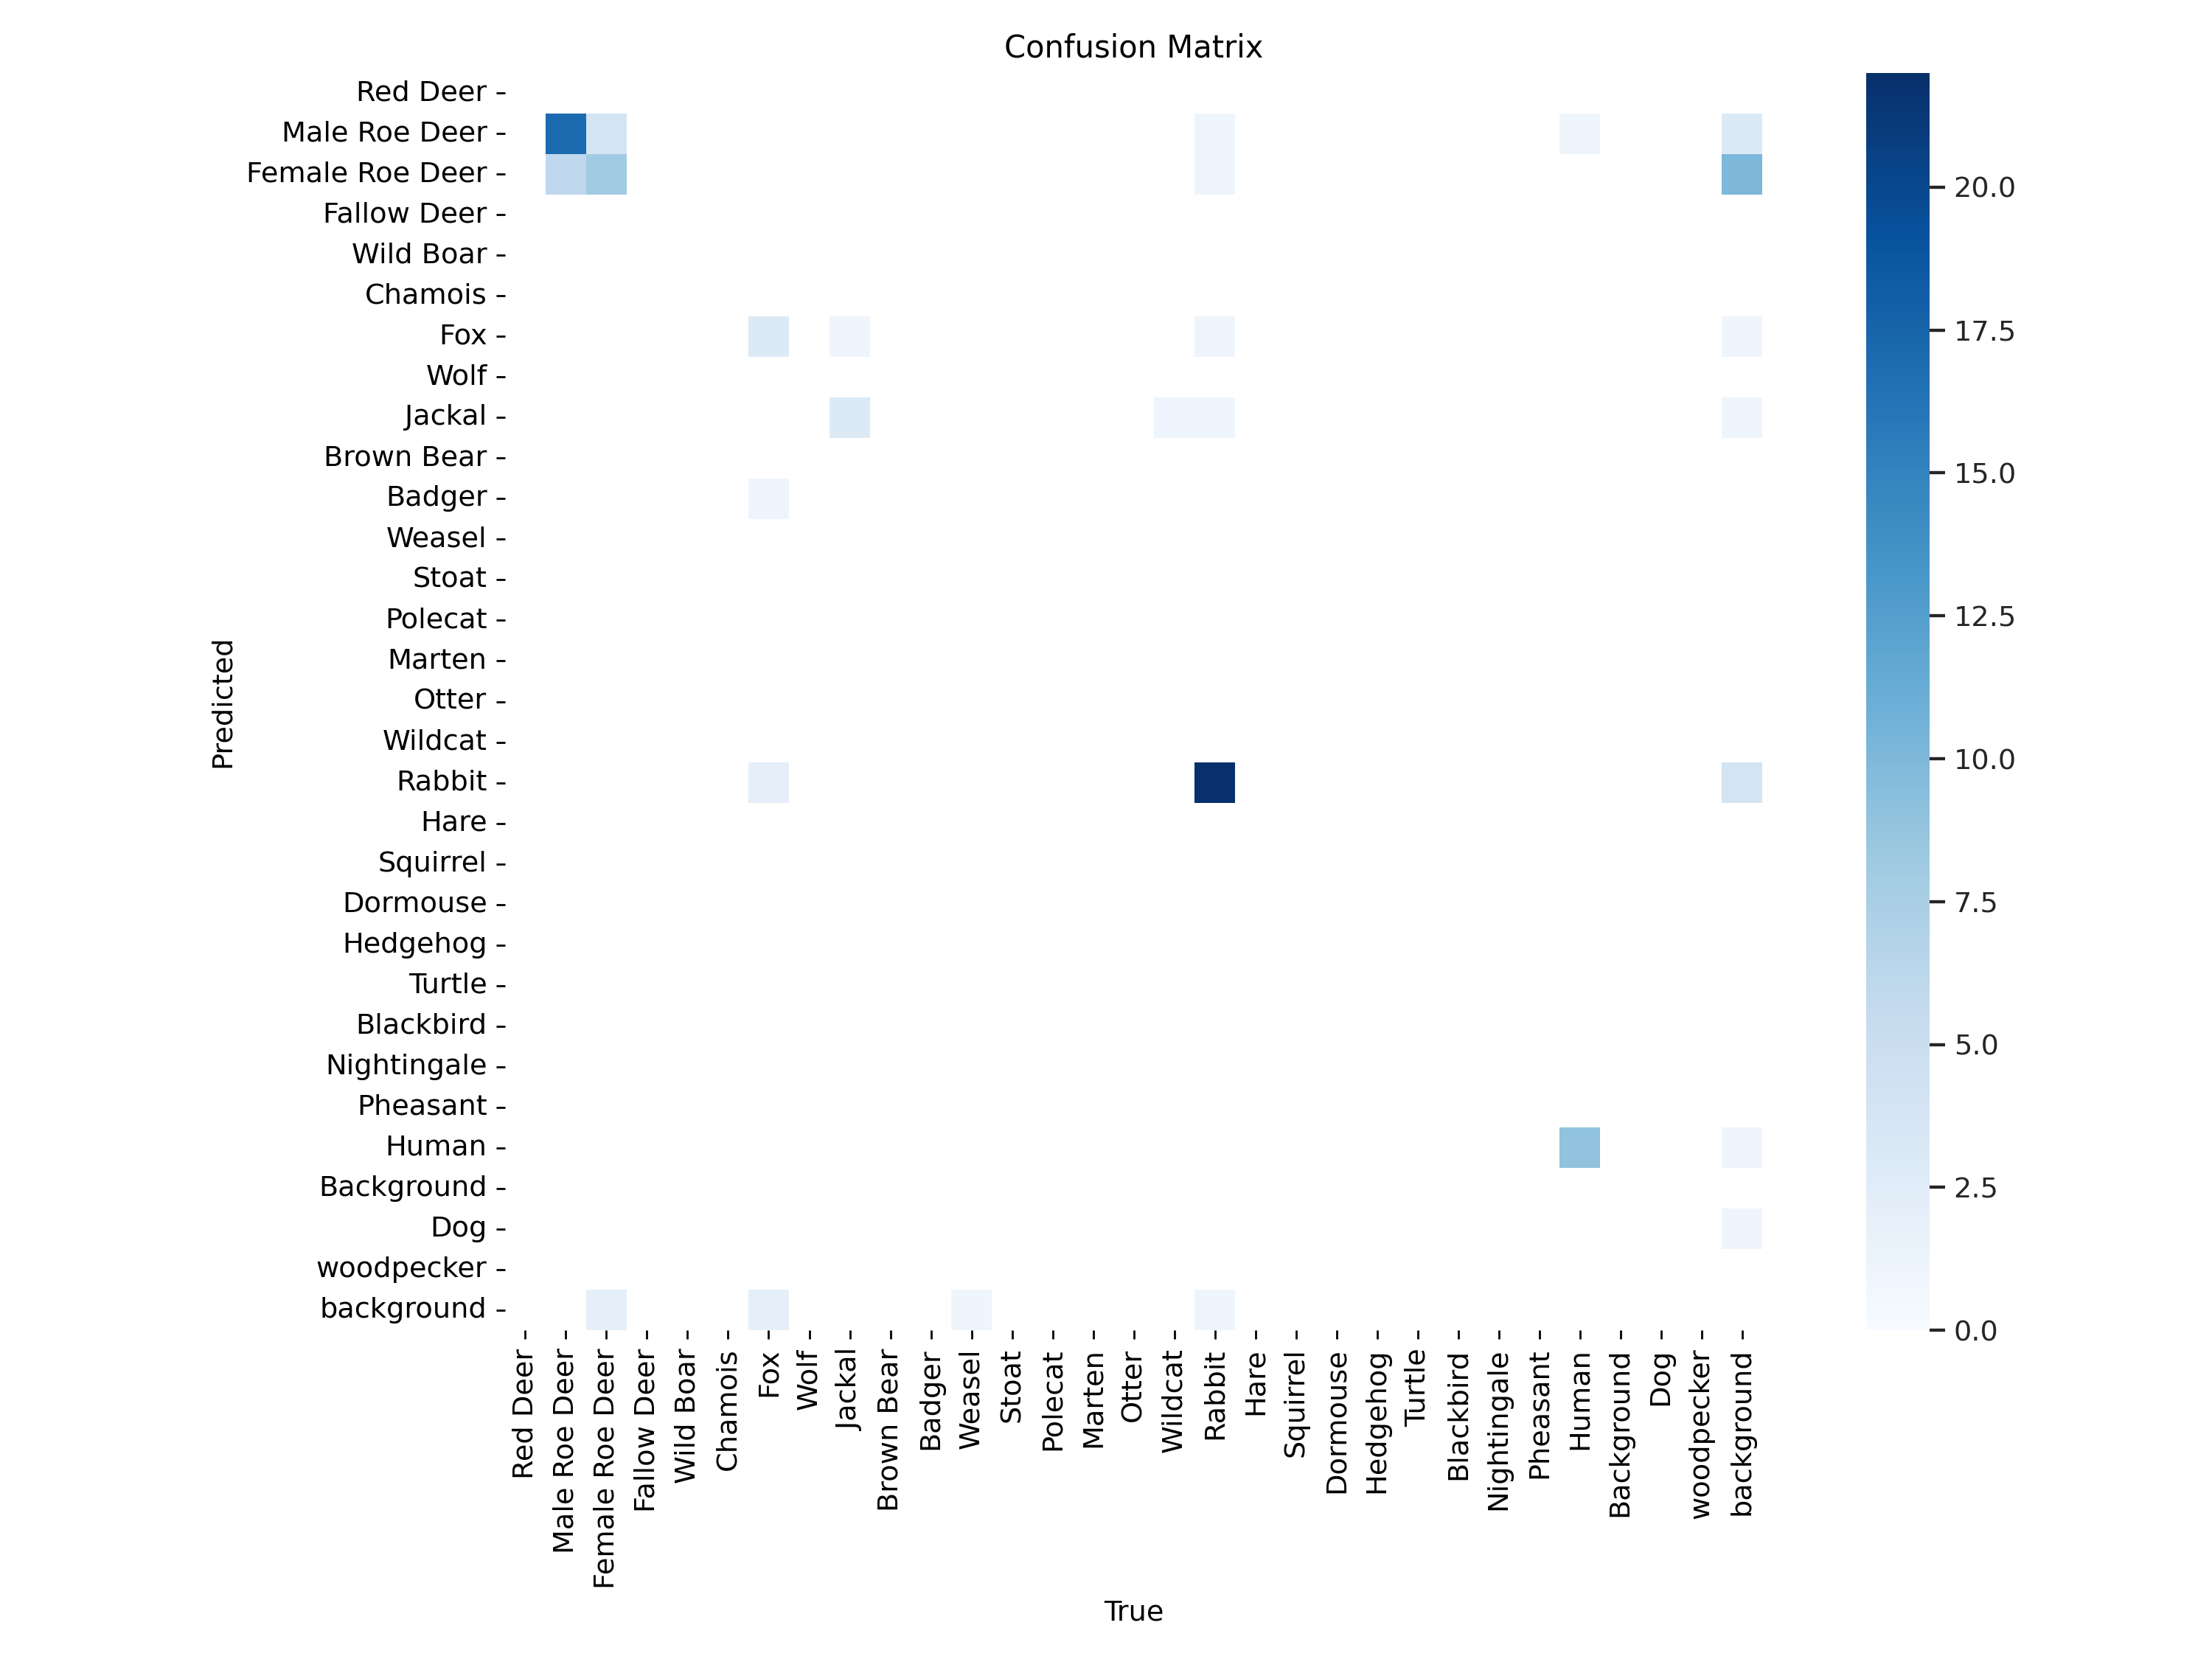 Confusion Matrix
Predicted
Red Deer
Male Roe Deer
Female Roe Deer
Fallow Deer
Wild Boar
Chamois
Fox
Wolf
Jackal
Brown Bear
Badger
Weasel
Stoat
Polecat
Marten
Otter
Wildcat
Rabbit
Hare
Squirrel
Dormouse
Hedgehog
Turtle
Blackbird
Nightingale
Pheasant
Human
Background
Dog
woodpecker
background
Red Deer
Male Roe Deer
Female Roe Deer
Fallow Deer
Wild Boar
Chamois
Fox
Wolf
Jackal
Brown Bear
Badger
Weasel
Stoat
Polecat
Marten
Otter
Wildcat
Rabbit
Hare
Squirrel
Dormouse
Hedgehog
Turtle
Blackbird
Nightingale
Pheasant
Human
Background
Dog
woodpecker
background
True
20.0
17.5
15.0
12.5
10.0
7.5
5.0
2.5
0.0